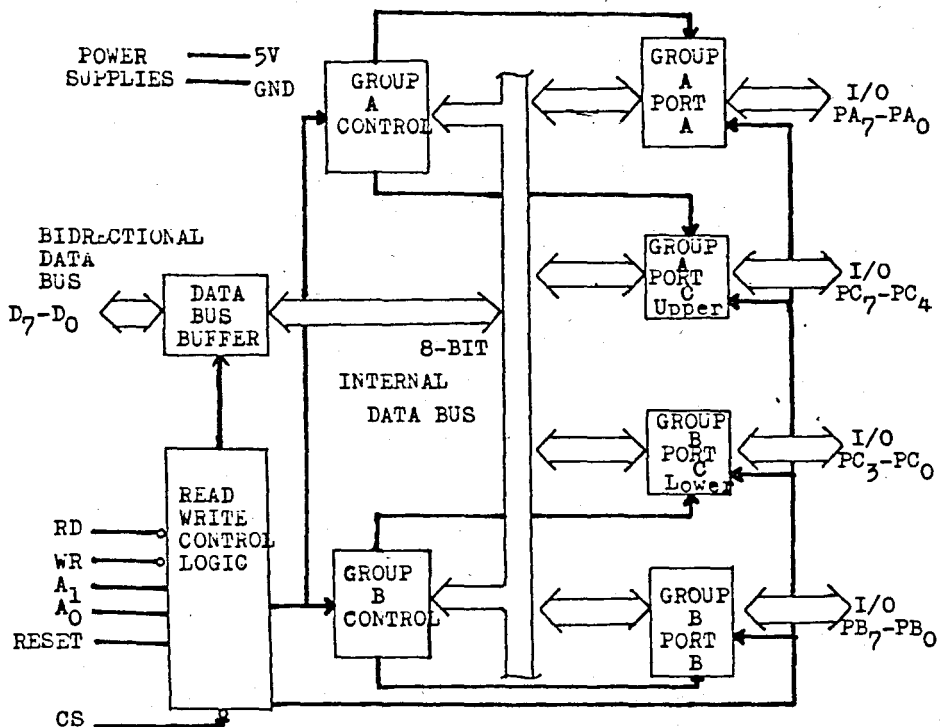 POWER
SUPPLIES
5V
GND
GROUP
A
CONTROL
GROUP
A
PORT
A
I/O
PA7-PA0
BIDRECTIONAL
DATA
BUS
D7-D0
DATA
BUS
BUFFER
8-BIT
INTERNAL
DATA BUS
GROUP
A
PORT
C
Upper
I/O
PC7-PC4
GROUP
B
PORT
C
Lower
I/O
PC3-PC0
READ
WRITE
CONTROL
LOGIC
RD
WR
A1
A0
RESET
CS
GROUP
B
CONTROL
GROUP
B
PORT
B
I/O
PB7-PB0